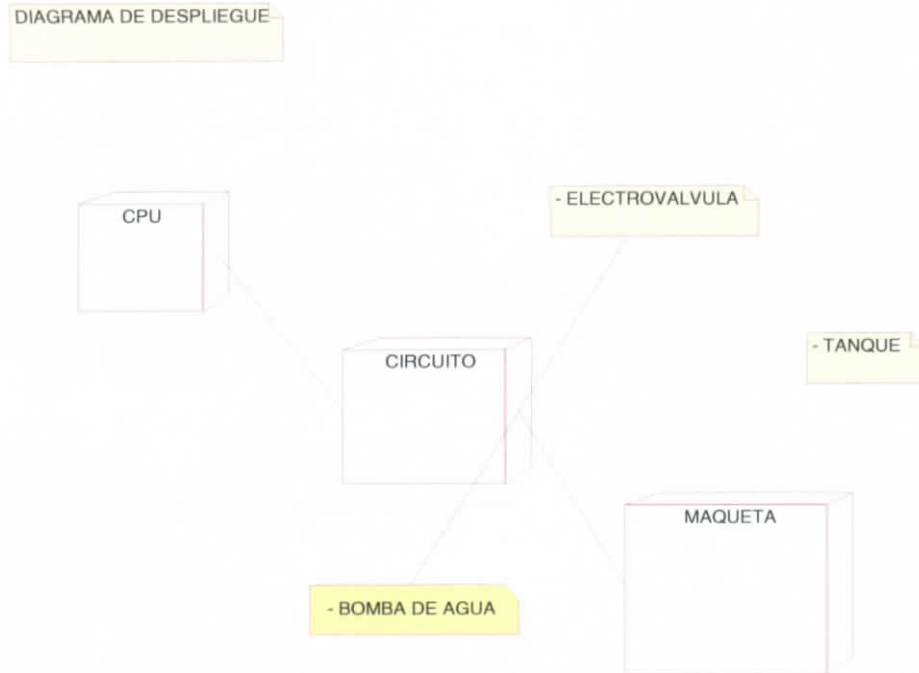 DIAGRAMA DE DESPLIEGUE
CPU
- ELECTROVALVULA
CIRCUITO
- TANQUE
MAQUETA
- BOMBA DE AGUA